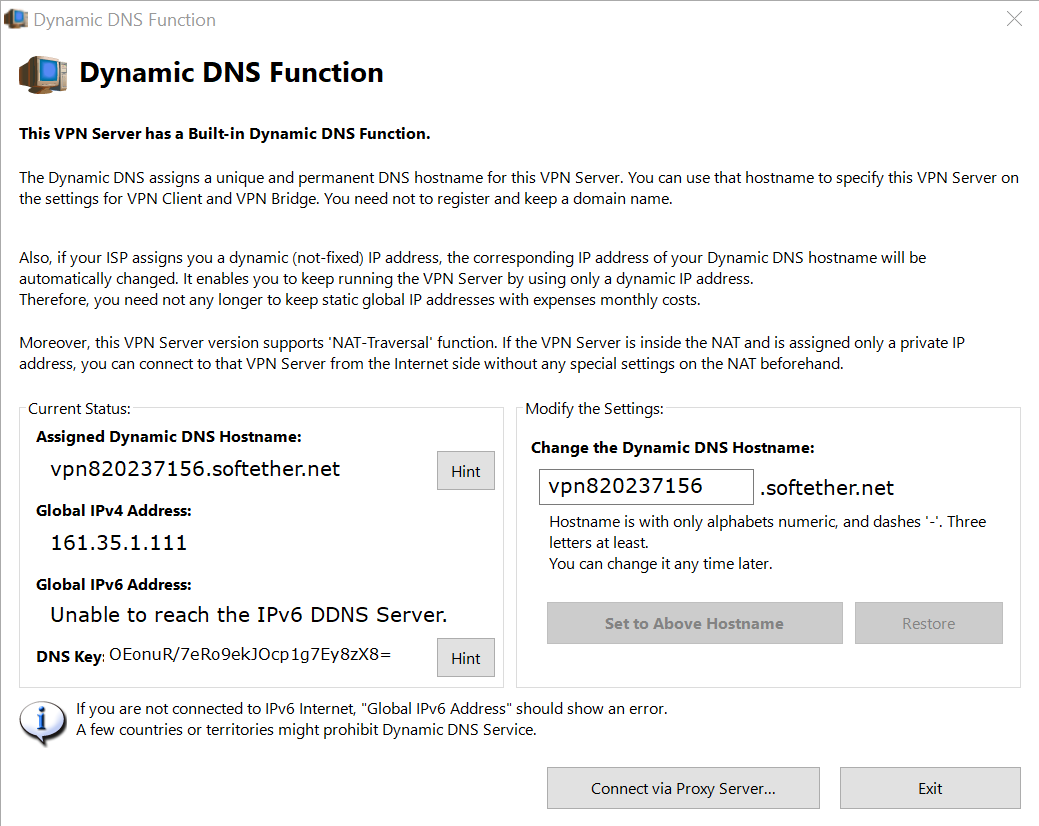 Dynamic DNS Function
Dynamic DNS Function
This VPN Server has a Built-in Dynamic DNS Function.
The Dynamic DNS assigns a unique and permanent DNS hostname for this VPN Server. You can use that hostname to specify this VPN Server on
the settings for VPN Client and VPN Bridge. You need not to register and keep a domain name.
Also, if your ISP assigns you a dynamic (not-fixed) IP address, the corresponding IP address of your Dynamic DNS hostname will be
automatically changed. It enables you to keep running the VPN Server by using only a dynamic IP address.
Therefore, you need not any longer to keep static global IP addresses with expenses monthly costs.
Moreover, this VPN Server version supports 'NAT-Traversal' function. If the VPN Server is inside the NAT and is assigned only a private IP
address, you can connect to that VPN Server from the Internet side without any special settings on the NAT beforehand.
Current Status:
Assigned Dynamic DNS Hostname:
vpn820237156.softether.net
Hint
Global IPv4 Address:
161.35.1.111
Global IPv6 Address:
Unable to reach the IPv6 DDNS Server.
DNS Key: OEonuR/7eRo9ekJOcp1g7Ey8zX8=
Hint
Modify the Settings:
Change the Dynamic DNS Hostname:
vpn820237156 .softether.net
Hostname is with only alphabets numeric, and dashes '-'. Three
letters at least.
You can change it any time later.
Set to Above Hostname
Restore
If you are not connected to IPv6 Internet, "Global IPv6 Address" should show an error.
A few countries or territories might prohibit Dynamic DNS Service.
Connect via Proxy Server...
Exit